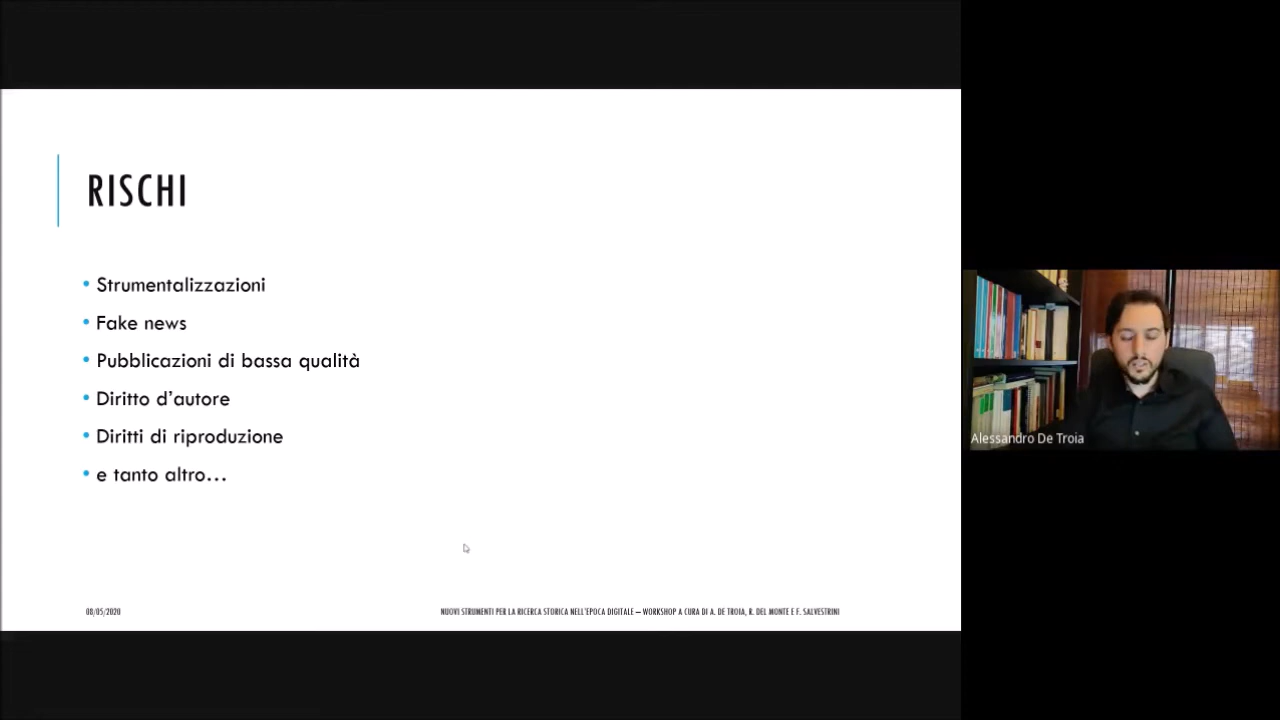 RISCHI
• Strumentalizzazioni
• Fake news
• Pubblicazioni di bassa qualità
• Diritto d'autore
• Diritti di riproduzione
• e tanto altro…
08/05/2020
NUOVI STRUMENTI PER LA RICERCA STORICA NELL'EPOCA DIGITALE – WORKSHOP A CURA DI A. DE TROIA, R. DEL MONTE E F. SALVESTRINI
Alessandro De Troia